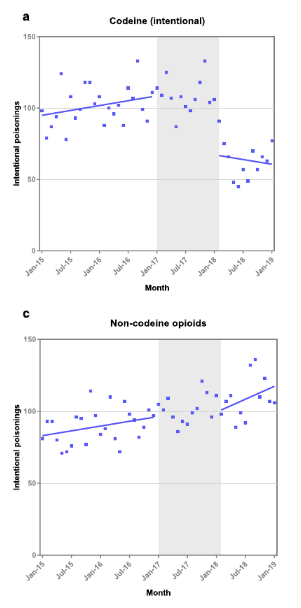 a
Codeine (intentional)
150
100
50
0
Intentional poisonings
Jan-15
Jul-15
Jan-16
Jul-16
Jan-17
Jul-17
Jan-18
Jul-18
Jan-19
Month
c
Non-codeine opioids
150
100
50
0
Intentional poisonings
Jan-15
Jul-15
Jan-16
Jul-16
Jan-17
Jul-17
Jan-18
Jul-18
Jan-19
Month